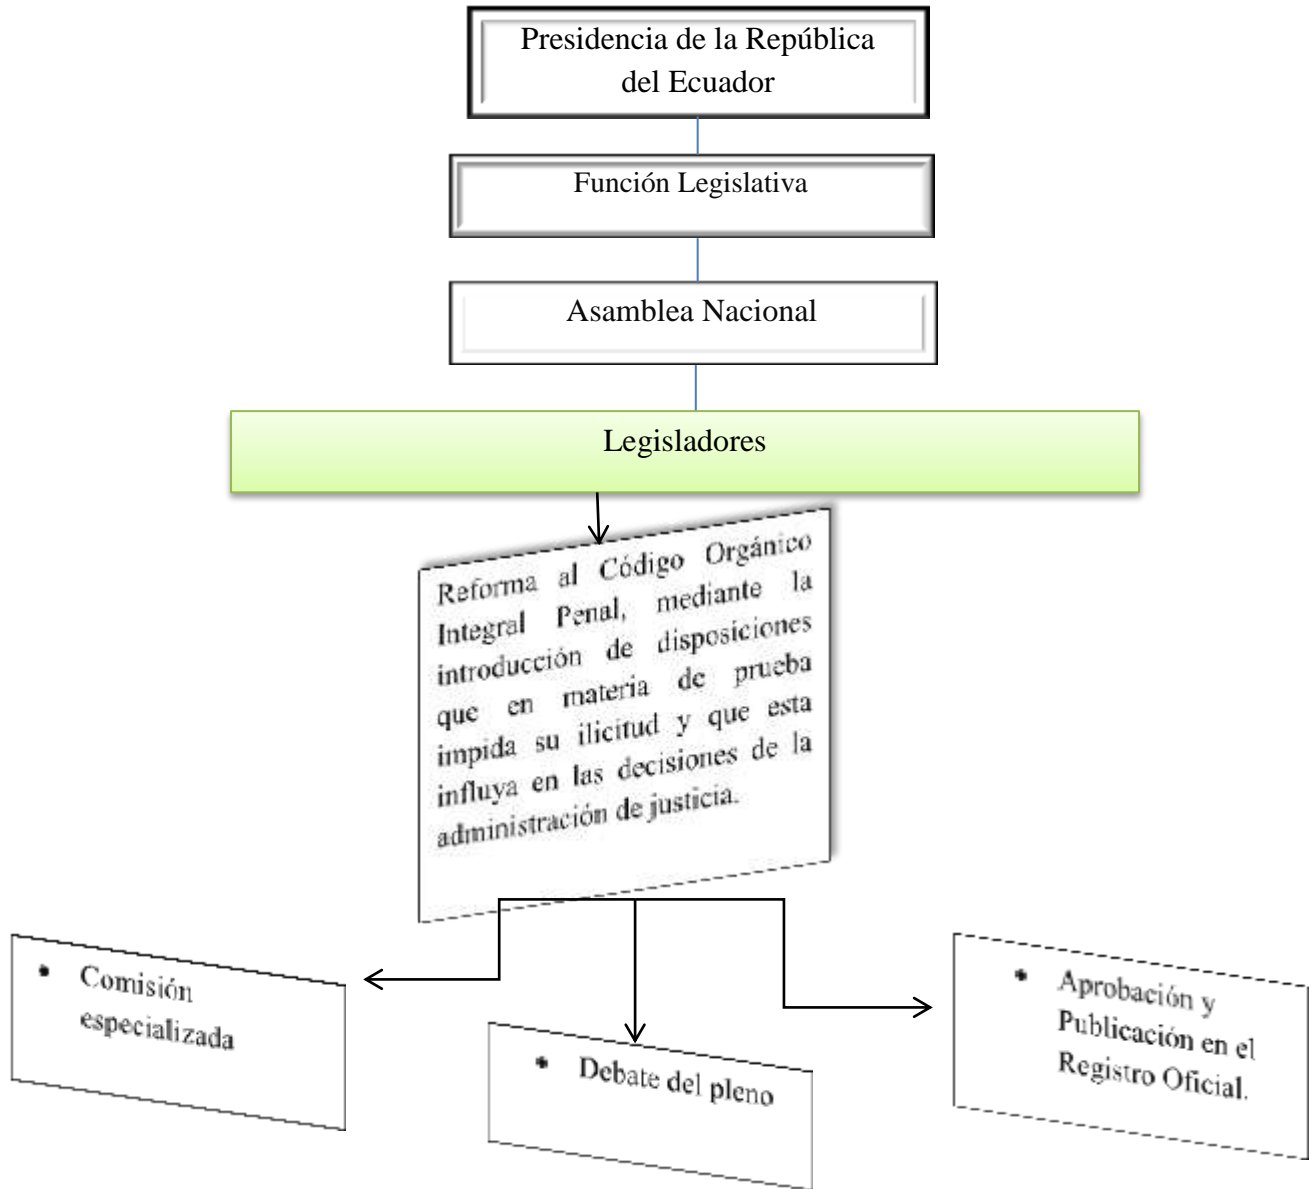 Presidencia de la República
del Ecuador
Función Legislativa
Asamblea Nacional
Legisladores
Reforma al Código Orgánico
Integral Penal, mediante la
introducción de disposiciones
que en materia de prueba
impida su ilicitud y que esta
influya en las decisiones de la
administración de justicia.
• Comisión
especializada
• Debate del pleno
• Aprobación y
Publicación en el
Registro Oficial.